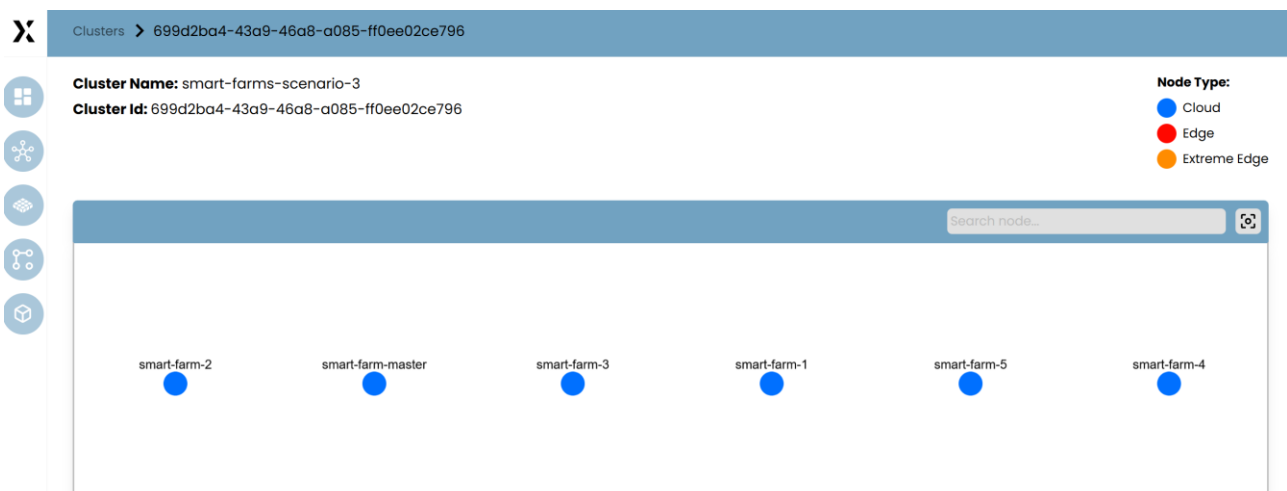 Clusters > 699d2ba4-43a9-46a8-a085-ff0ee02ce796
Cluster Name: smart-farms-scenario-3
Cluster Id: 699d2ba4-43a9-46a8-a085-ff0ee02ce796
Node Type:
Cloud
Edge
Extreme Edge
Search node...
smart-farm-2 smart-farm-master smart-farm-3 smart-farm-1 smart-farm-5 smart-farm-4